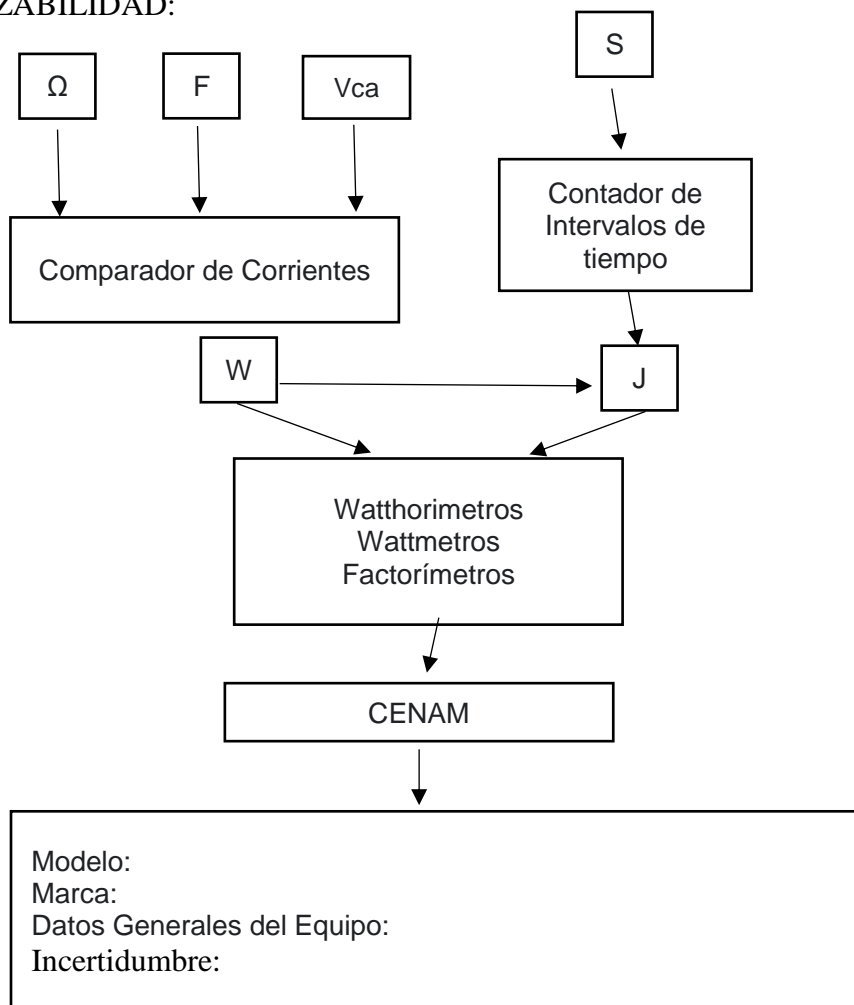 ZABILIDAD:
S
Ω
F
Vca
Contador de
Intervalos de
tiempo
Comparador de Corrientes
W
J
Watthorimetros
Wattmetros
Factorímetros
CENAM
Modelo:
Marca:
Datos Generales del Equipo:
Incertidumbre: